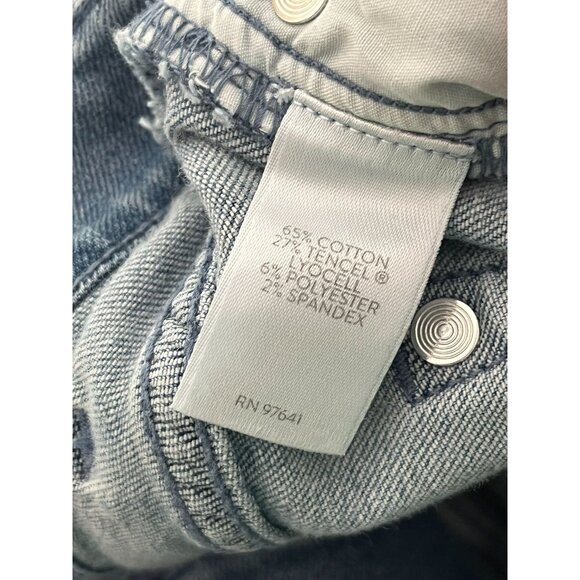 65% COTTON
27% TENCEL®
LYOCELL
6% POLYESTER
2% SPANDEX
RN 97641